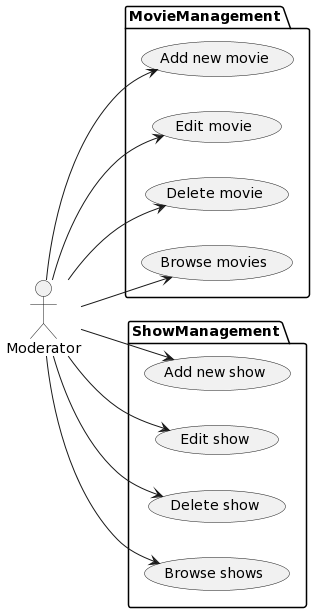 MovieManagement
Add new movie
Edit movie
Delete movie
Browse movies
Moderator
ShowManagement
Add new show
Edit show
Delete show
Browse shows